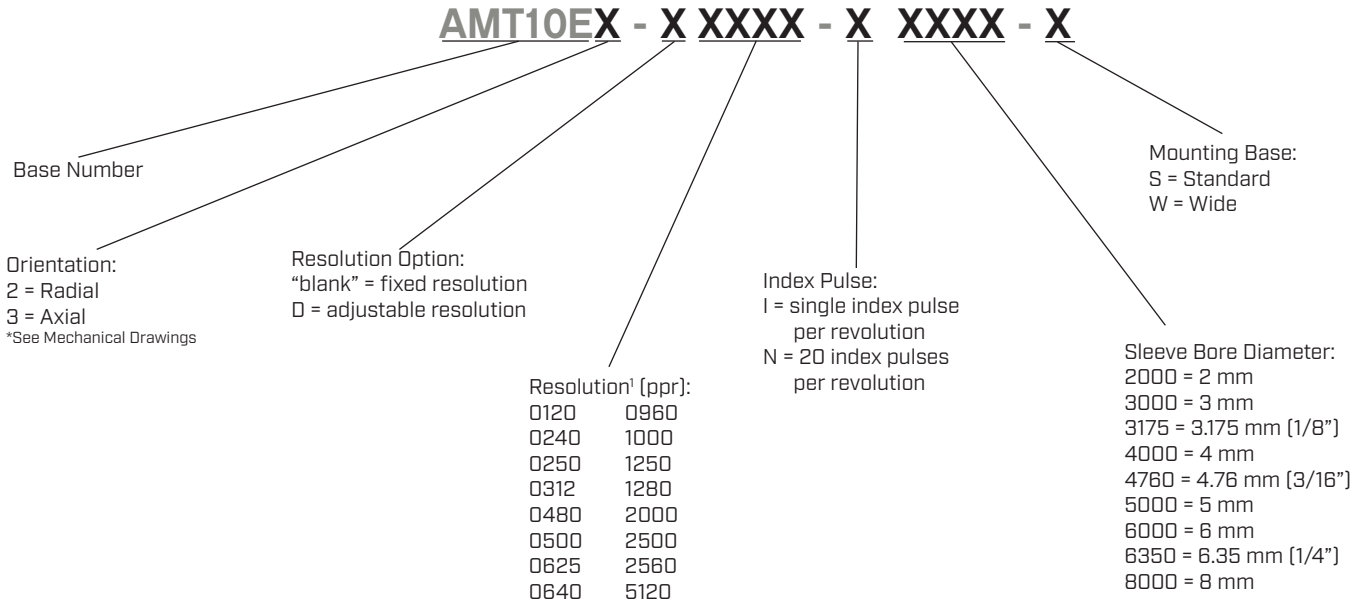 AMT10EX - X XXXX - X XXXX - X
Base Number
Orientation:
2 = Radial
3 = Axial
*See Mechanical Drawings
Resolution Option:
“blank” = fixed resolution
D = adjustable resolution
Resolution¹ (ppr):
0120 0960
0240 1000
0250 1250
0312 1280
0480 2000
0500 2500
0625 2560
0640 5120
Index Pulse:
I = single index pulse
per revolution
N = 20 index pulses
per revolution
Sleeve Bore Diameter:
2000 = 2 mm
3000 = 3 mm
3175 = 3.175 mm (1/8”)
4000 = 4 mm
4760 = 4.76 mm (3/16”)
5000 = 5 mm
6000 = 6 mm
6350 = 6.35 mm (1/4”)
8000 = 8 mm
Mounting Base:
S = Standard
W = Wide